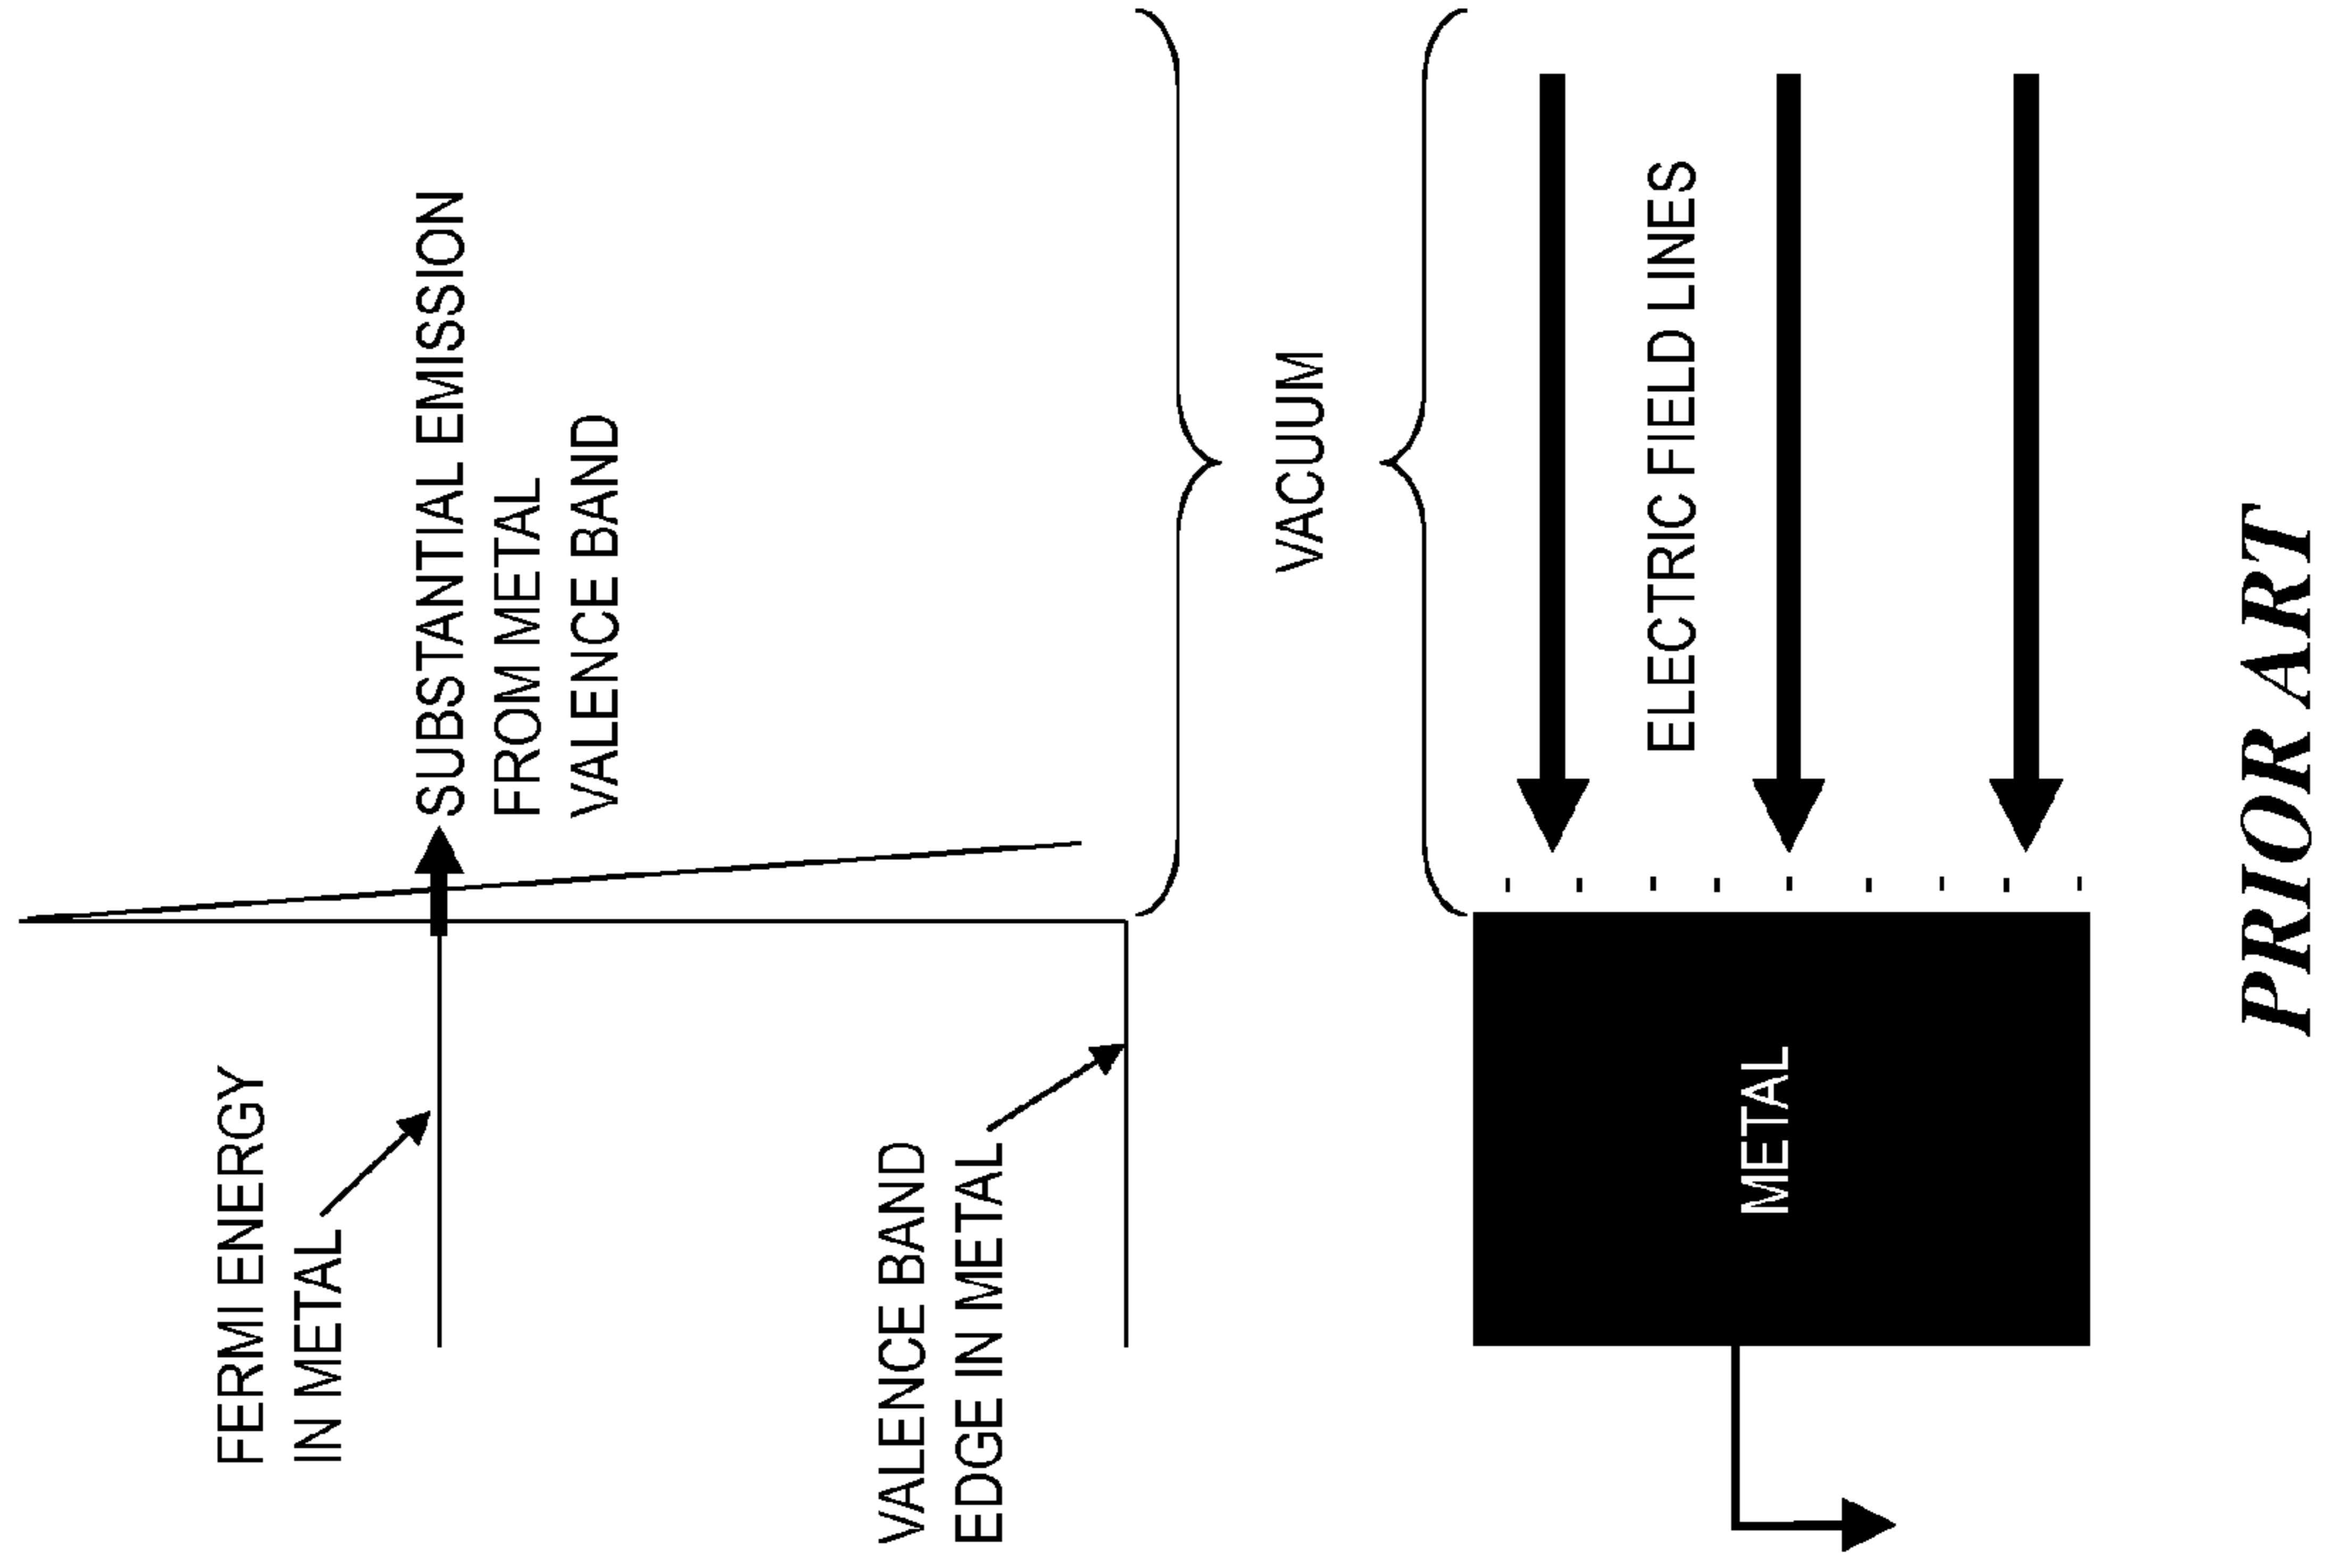 FERMI ENERGY
IN METAL
SUBSTANTIAL EMISSION
FROM METAL
VALENCE BAND
VALENCE BAND
EDGE IN METAL
VACUUM
ELECTRIC FIELD LINES
METAL
PRIOR ART